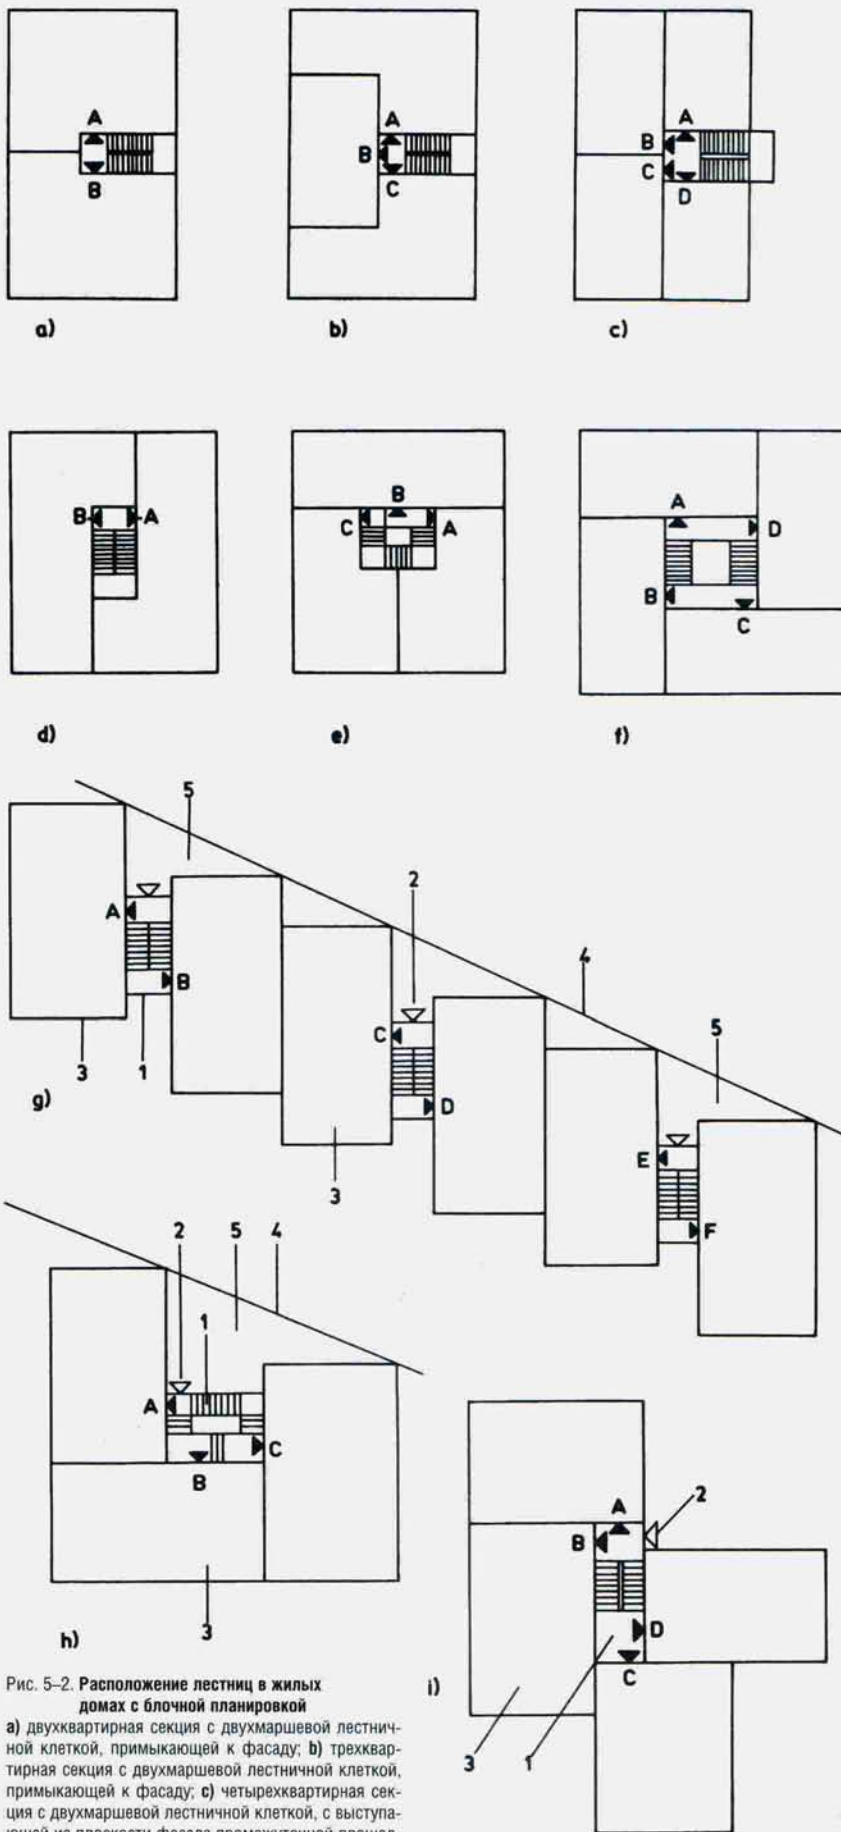 A
B
a)
A
B
C
b)
A
B
C
D
c)
B
A
d)
B
C
A
e)
A
D
B
C
f)
5
2
4
5
A
B
C
D
E
F
3
1
3
g)
2
5
4
1
A
B
C
3
h)
A
2
B
D
C
3
1
i)
Рис. 5–2. Расположение лестниц в жилых
домах с блочной планировкой
a) двухквартирная секция с двухмаршевой лестнич-
ной клеткой, примыкающей к фасаду; b) трехквар-
тирная секция с двухмаршевой лестничной клеткой,
примыкающей к фасаду; c) четырехквартирная сек-
ция с двухмаршевой лестничной клеткой, с выступа-